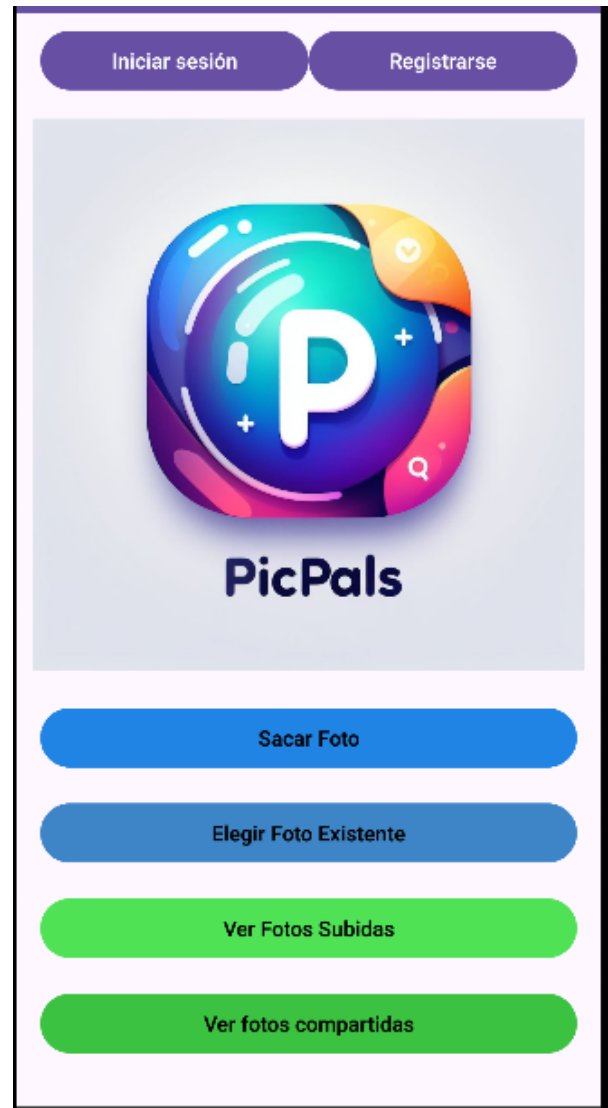 Iniciar sesión
Registrarse
P
PicPals
Sacar Foto
Elegir Foto Existente
Ver Fotos Subidas
Ver fotos compartidas